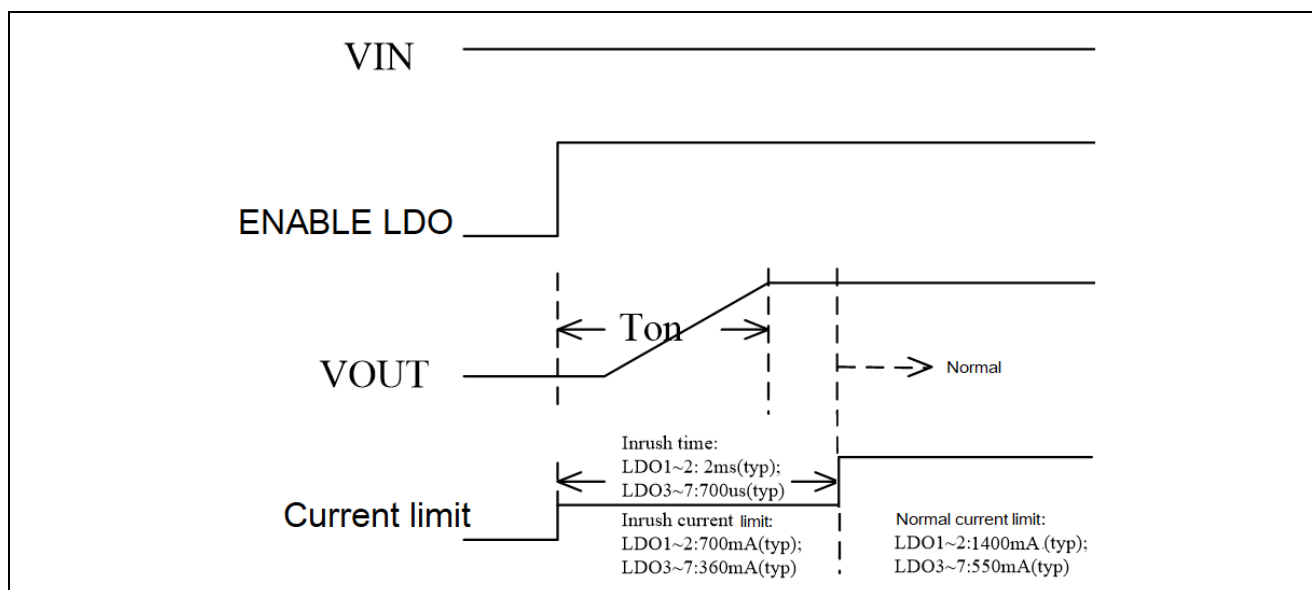 VIN
ENABLE LDO
Ton
VOUT
Normal
Inrush time:
LDO1~2: 2ms(typ);
LDO3~7:700us(typ)
Current limit
Inrush current limit:
LDO1~2:700mA(typ);
LDO3~7:360mA(typ)
Normal current limit:
LDO1~2:1400mA.(typ);
LDO3~7:550mA(typ)